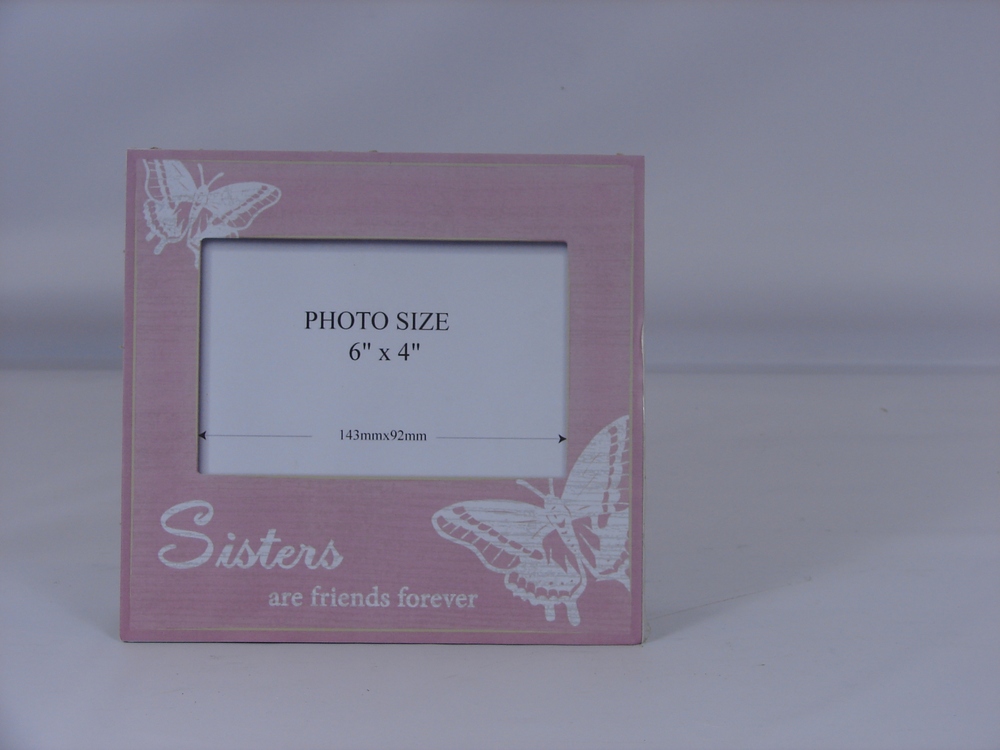 PHOTO SIZE
6" x 4"
143mmx92mm
Sisters
are friends forever